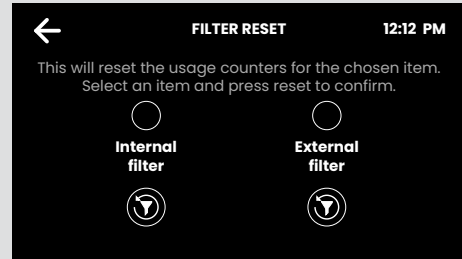 FILTER RESET 12:12 PM
This will reset the usage counters for the chosen item.
Select an item and press reset to confirm.
Internal External
filter filter